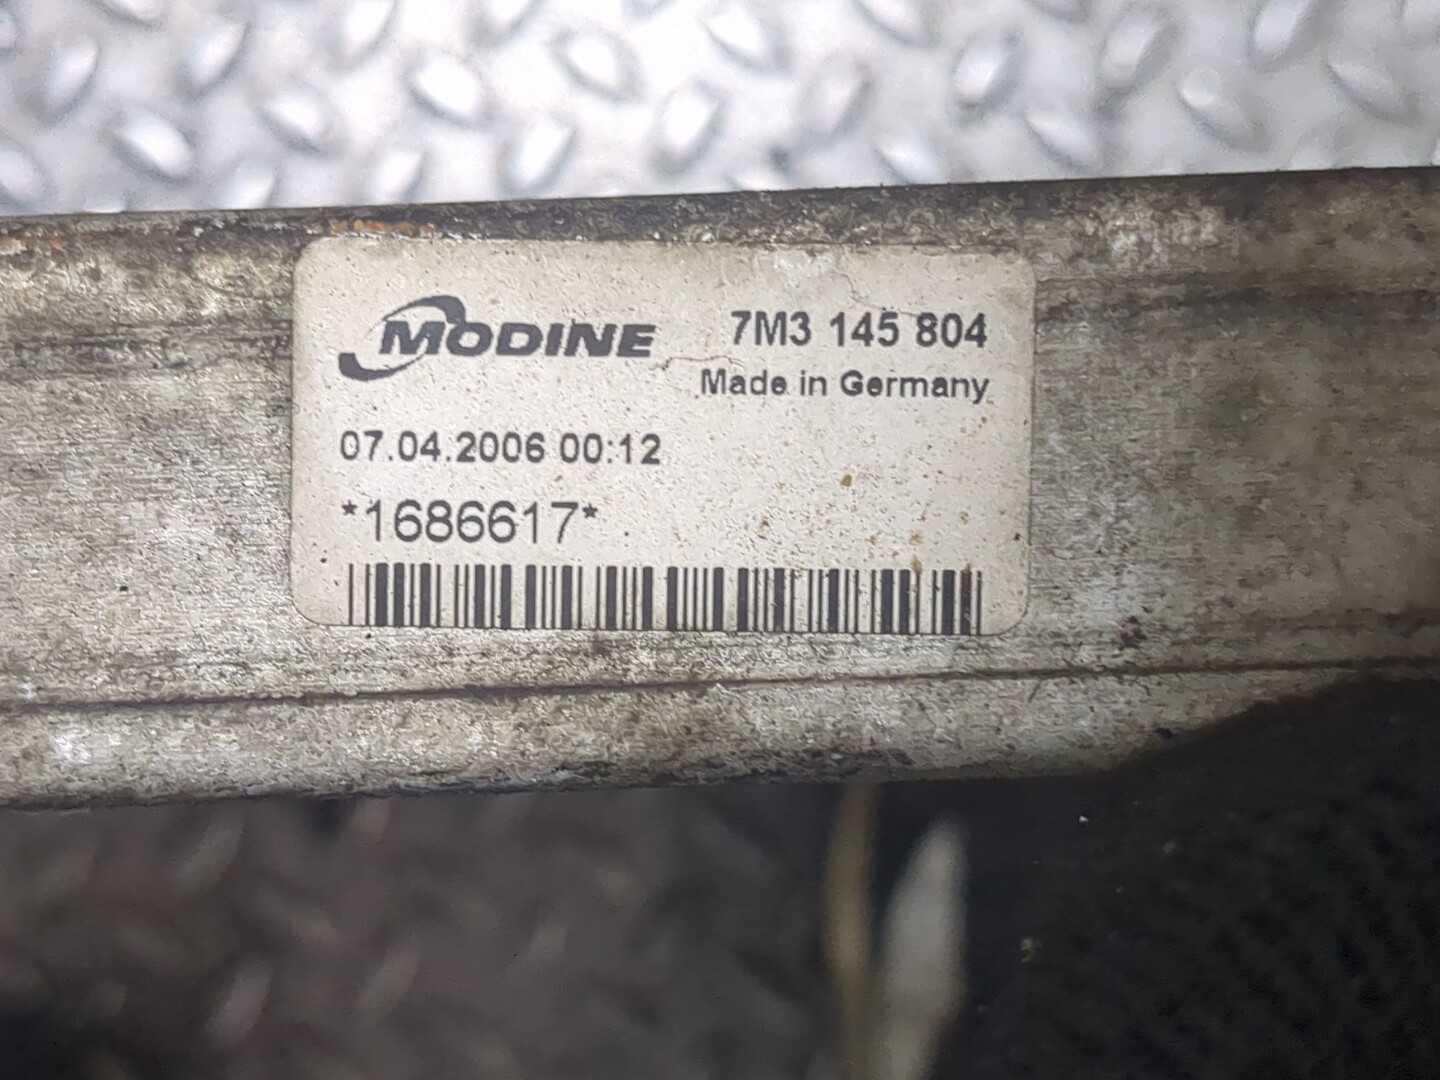 MODINE 7M3 145 804
Made in Germany
07.04.2006 00:12
*1686617*